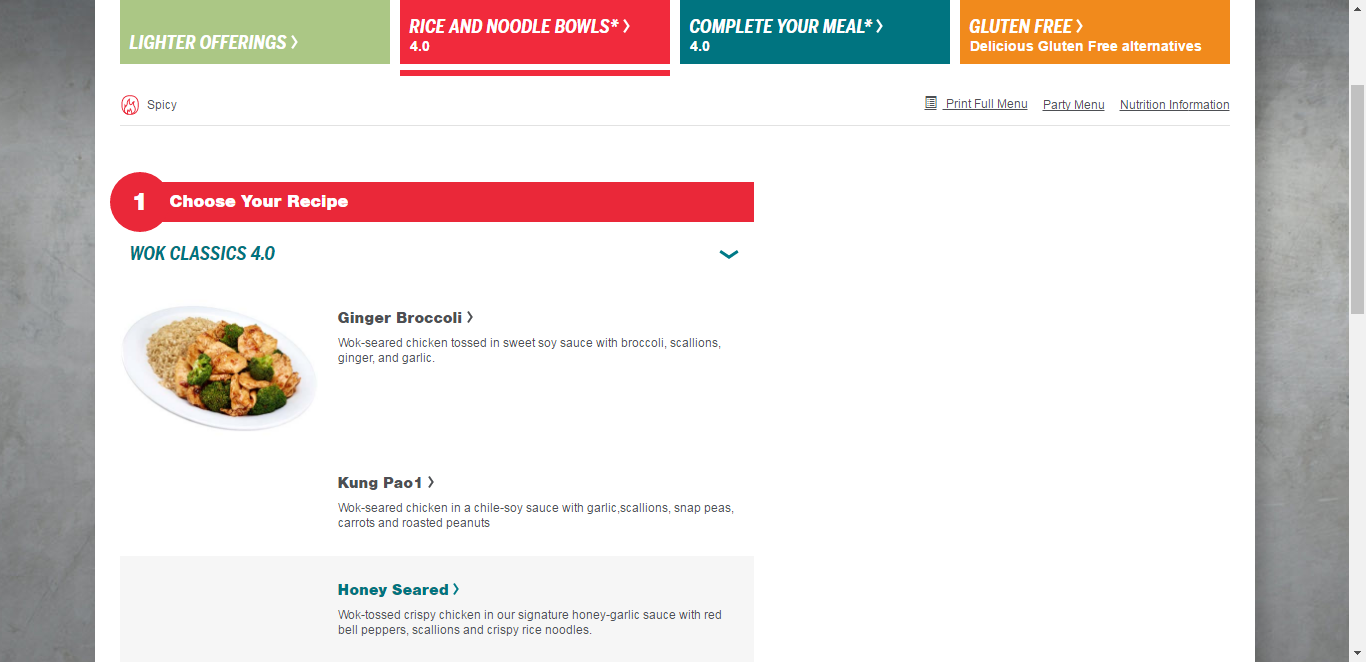 LIGHTER OFFERINGS >
RICE AND NOODLE BOWLS* >
4.0
COMPLETE YOUR MEAL* >
4.0
GLUTEN FREE >
Delicious Gluten Free alternatives
Spicy
Print Full Menu
Party Menu
Nutrition Information
1 Choose Your Recipe
WOK CLASSICS 4.0
Ginger Broccoli >
Wok-seared chicken tossed in sweet soy sauce with broccoli, scallions,
ginger, and garlic.
Kung Pao1 >
Wok-seared chicken in a chile-soy sauce with garlic,scallions, snap peas,
carrots and roasted peanuts
Honey Seared >
Wok-tossed crispy chicken in our signature honey-garlic sauce with red
bell peppers, scallions and crispy rice noodles.